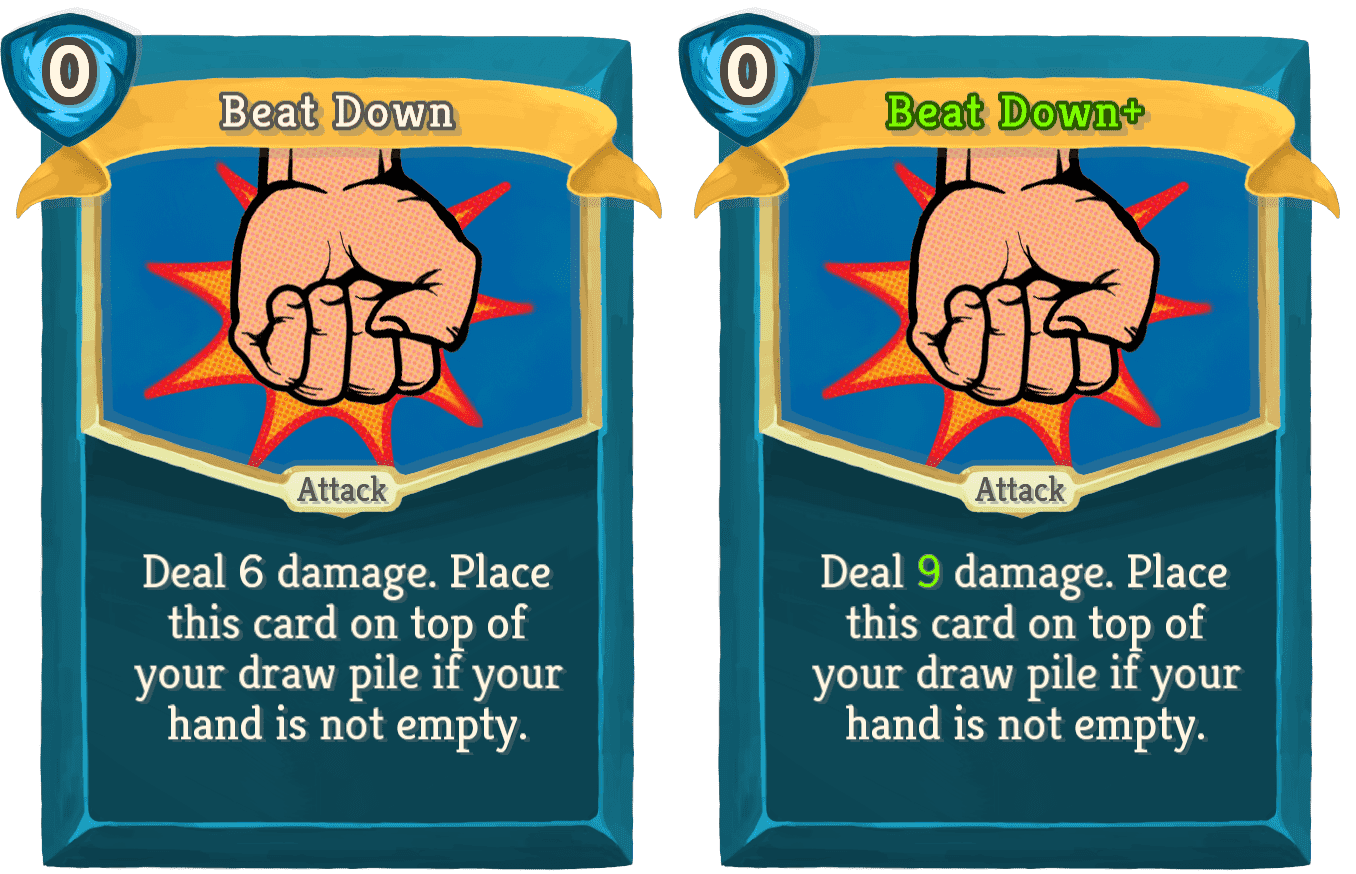 0
Beat Down
Attack
Deal 6 damage. Place
this card on top of
your draw pile if your
hand is not empty.
0
Beat Down+
Attack
Deal 9 damage. Place
this card on top of
your draw pile if your
hand is not empty.